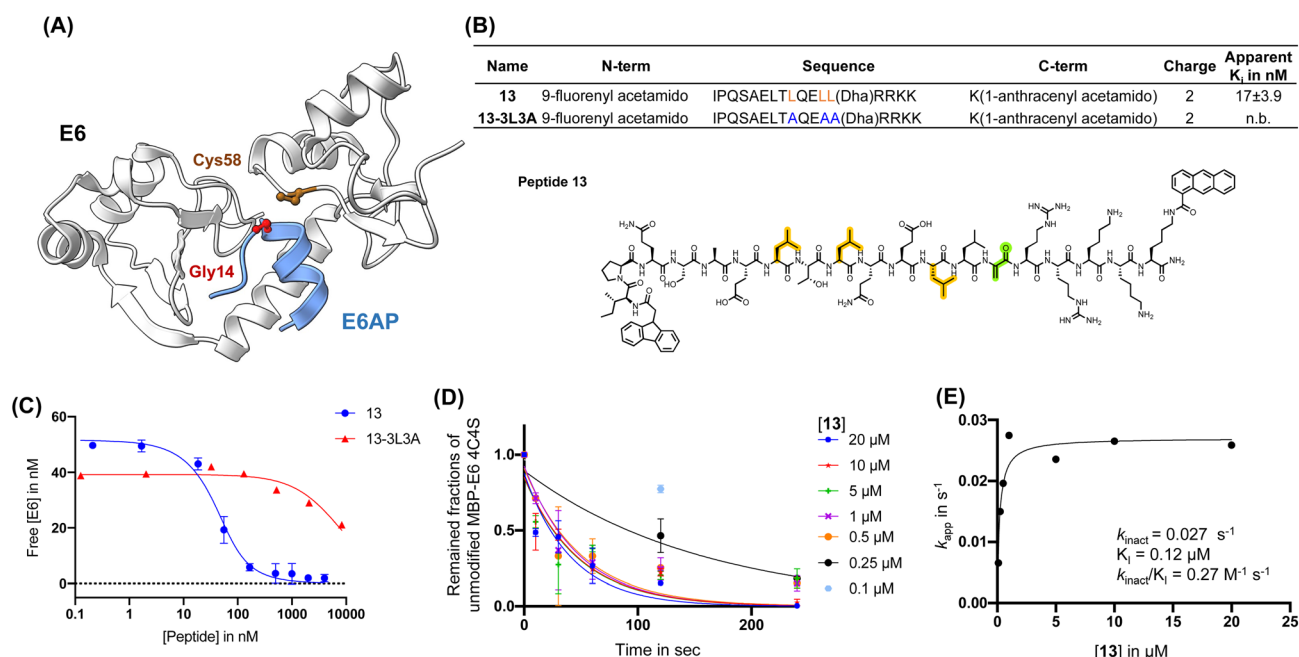 (A)
E6
Cys58
Gly14
E6AP
(B)
Name N-term Sequence C-term Charge Apparent Ki in nM
13 9-fluorenyl acetamido IPQSAELTLQELL(Dha)RRKK K(1-anthracenyl acetamido) 2 17±3.9
13-3L3A 9-fluorenyl acetamido IPQSAELTAQEAA(Dha)RRKK K(1-anthracenyl acetamido) 2 n.b.
Peptide 13
(C)
Free [E6] in nM
60
40
20
0
0.1 1 10 100 1000 10000
[Peptide] in nM
13
13-3L3A
(D)
Remained fractions of
unmodified MBP-E6 4C4S
1.0
0.5
0.0
0 100 200
Time in sec
[13]
20 µM
10 µM
5 µM
1 µM
0.5 µM
0.25 µM
0.1 µM
(E)
kapp in s-1
0.03
0.02
0.01
0.00
0 5 10 15 20 25
[13] in µM
kinact = 0.027 s-1
KI = 0.12 µM
kinact/KI = 0.27 M-1 s-1